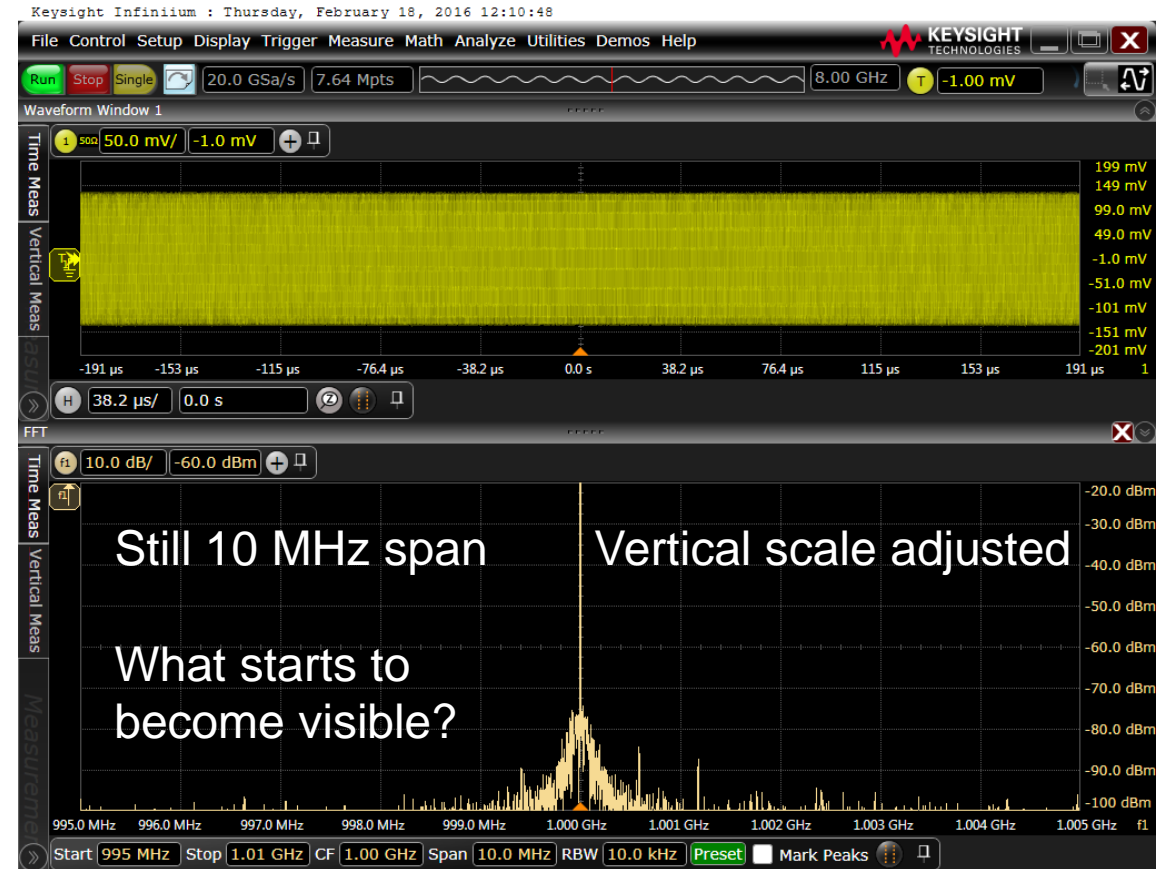 Keysight Infiniium : Thursday, February 18, 2016 12:10:48
File Control Setup Display Trigger Measure Math Analyze Utilities Demos Help
KEYSIGHT
TECHNOLOGIES
Run Stop Single 20.0 GSa/s 7.64 Mpts 8.00 GHz T -1.00 mV
Waveform Window 1
1 50Ω 50.0 mV/ -1.0 mV
Time Meas
Vertical Meas
T
199 mV
149 mV
99.0 mV
49.0 mV
-1.0 mV
-51.0 mV
-101 mV
-151 mV
-201 mV
-191 µs -153 µs -115 µs -76.4 µs -38.2 µs 0.0 s 38.2 µs 76.4 µs 115 µs 153 µs 191 µs 1
H 38.2 µs/ 0.0 s Z
FFT
f1 10.0 dB/ -60.0 dBm
Time Meas
Vertical Meas
Measurement
f1
Still 10 MHz span
Vertical scale adjusted
What starts to
become visible?
-20.0 dBm
-30.0 dBm
-40.0 dBm
-50.0 dBm
-60.0 dBm
-70.0 dBm
-80.0 dBm
-90.0 dBm
-100 dBm
995.0 MHz 996.0 MHz 997.0 MHz 998.0 MHz 999.0 MHz 1.000 GHz 1.001 GHz 1.002 GHz 1.003 GHz 1.004 GHz 1.005 GHz f1
Start 995 MHz Stop 1.01 GHz CF 1.00 GHz Span 10.0 MHz RBW 10.0 kHz Preset Mark Peaks